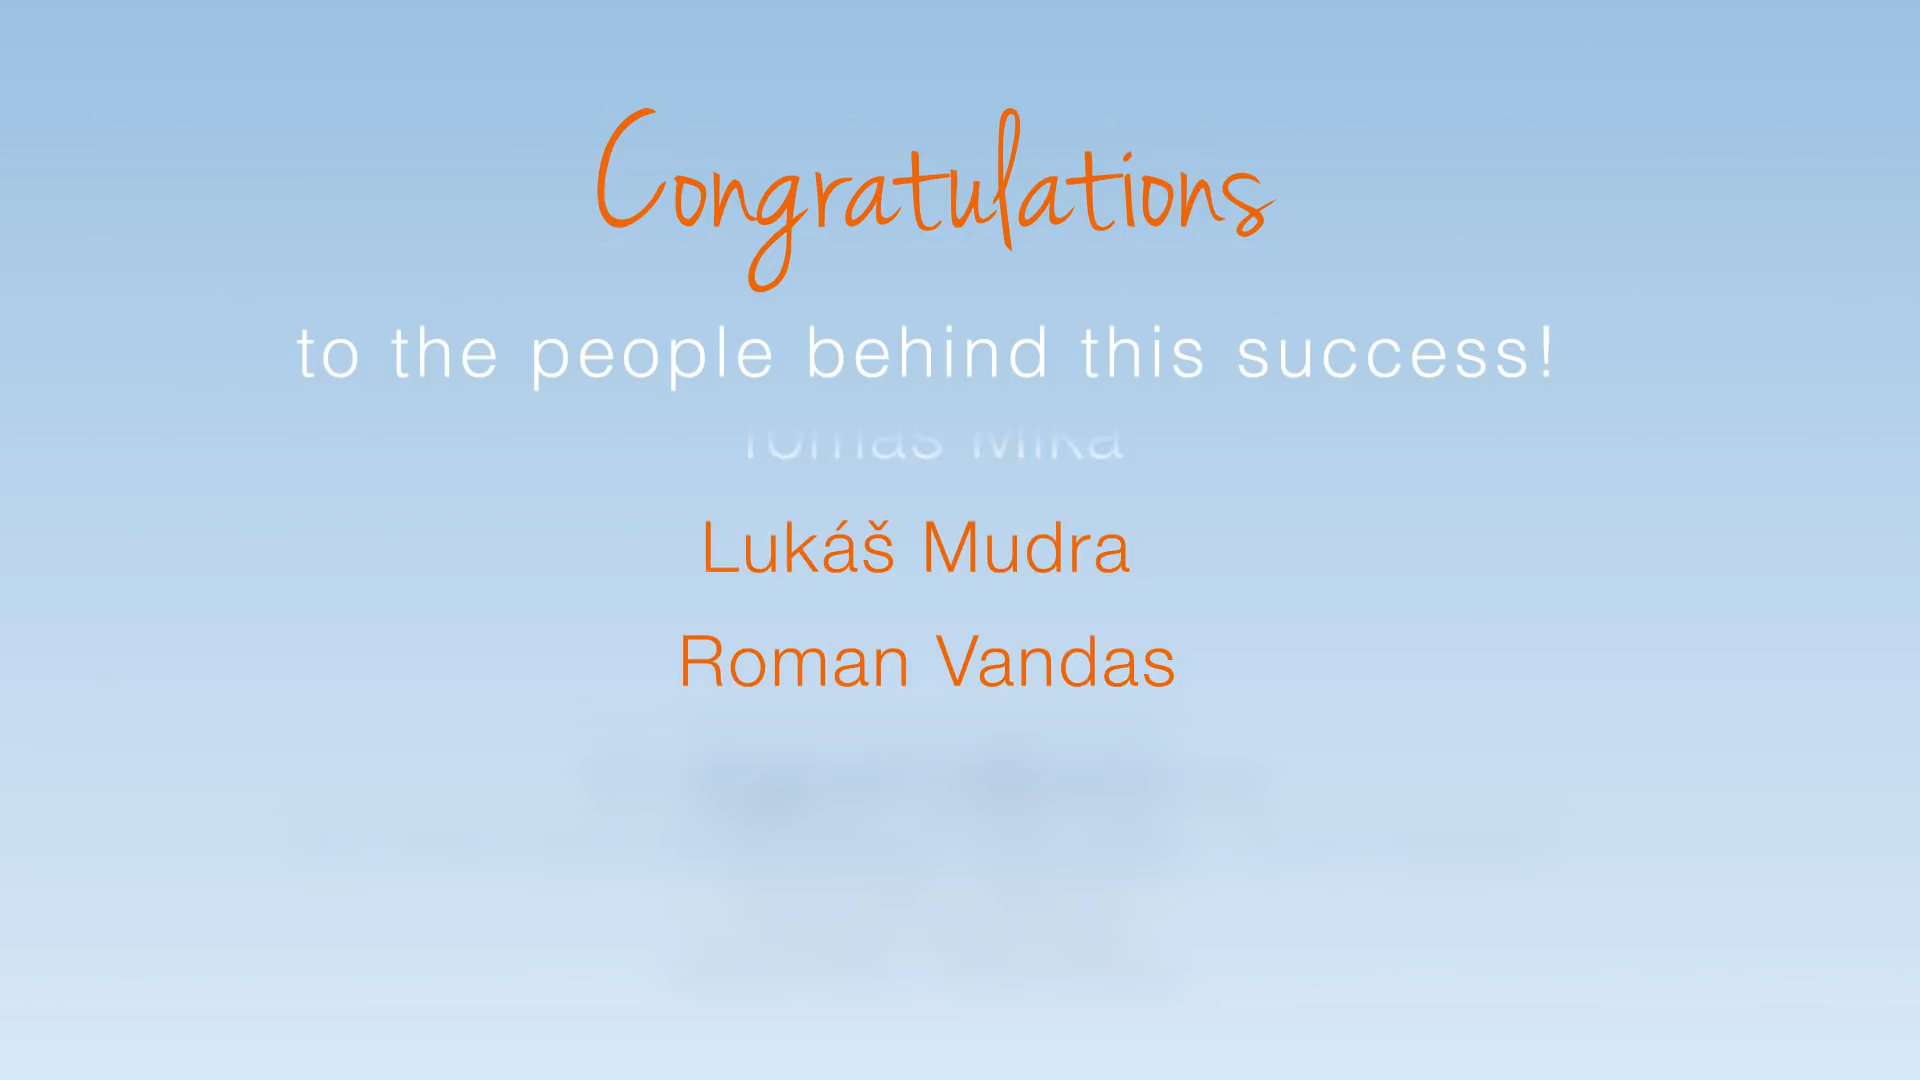 Congratulations
to the people behind this success!
Lukáš Mudra
Roman Vandas